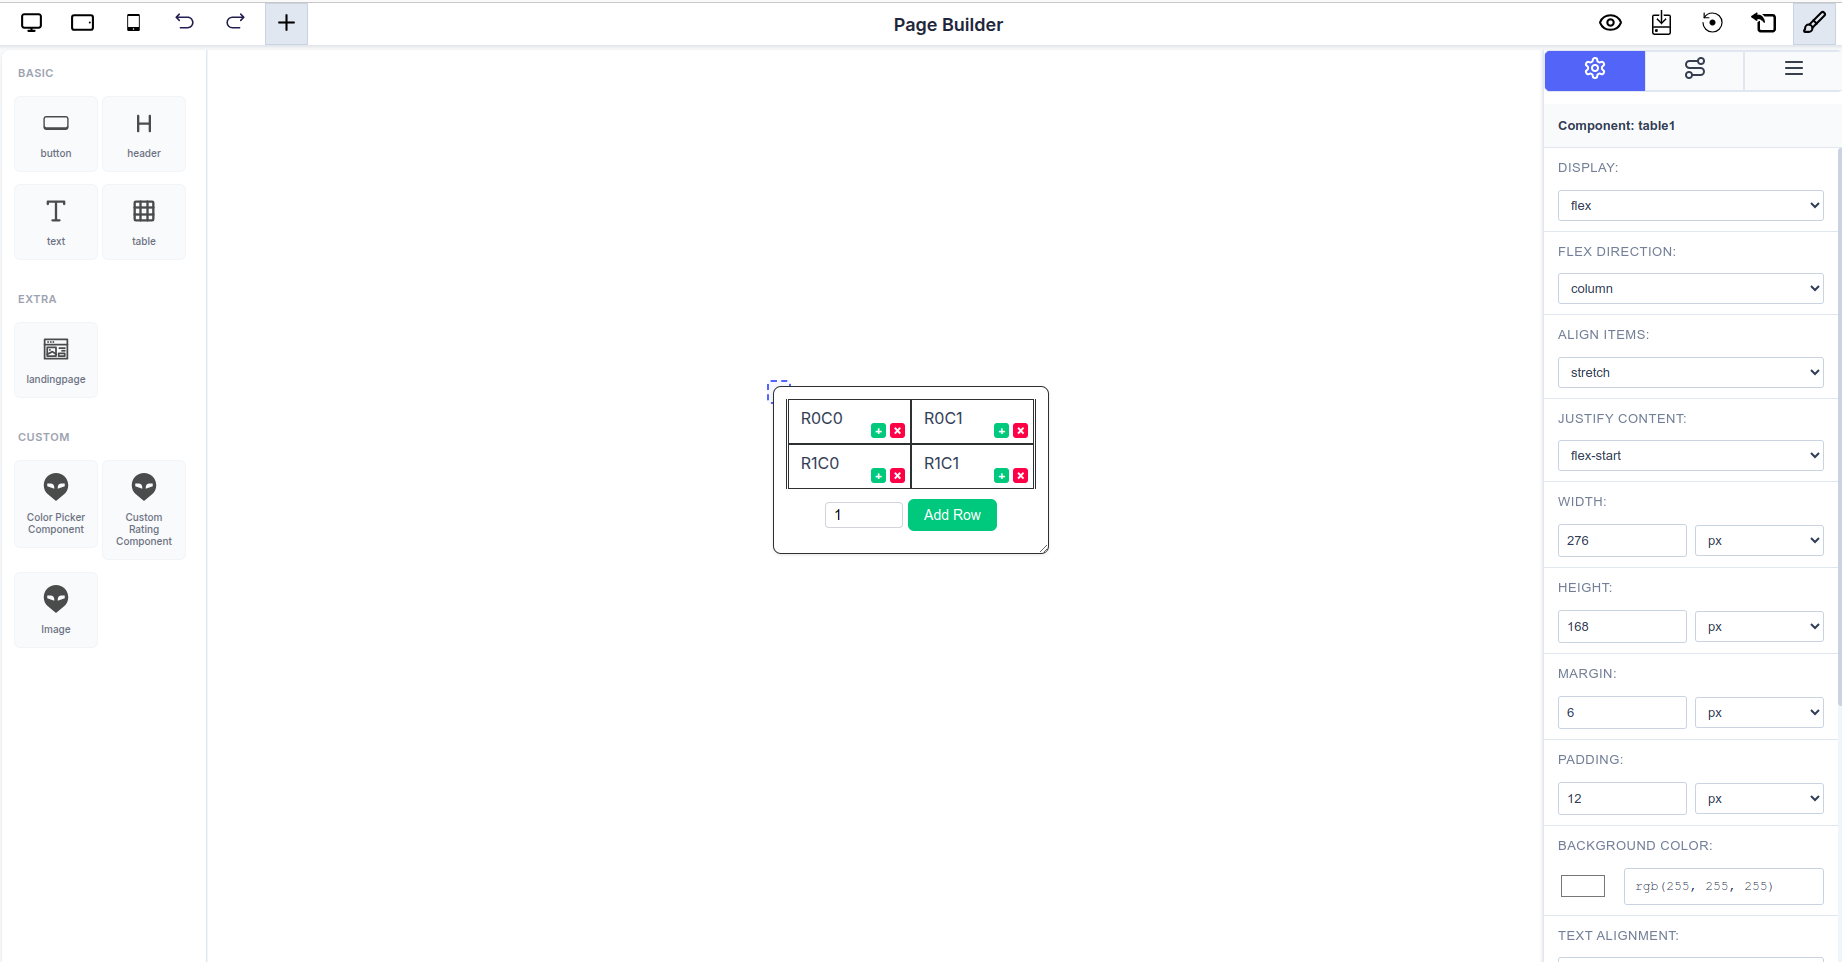 Page Builder
BASIC
button
header
text
table
EXTRA
landingpage
CUSTOM
Color Picker
Component
Custom
Rating
Component
Image
R0C0
R0C1
R1C0
R1C1
1
Add Row
Component: table1
DISPLAY:
flex
FLEX DIRECTION:
column
ALIGN ITEMS:
stretch
JUSTIFY CONTENT:
flex-start
WIDTH:
276
px
HEIGHT:
168
px
MARGIN:
6
px
PADDING:
12
px
BACKGROUND COLOR:
rgb(255, 255, 255)
TEXT ALIGNMENT: